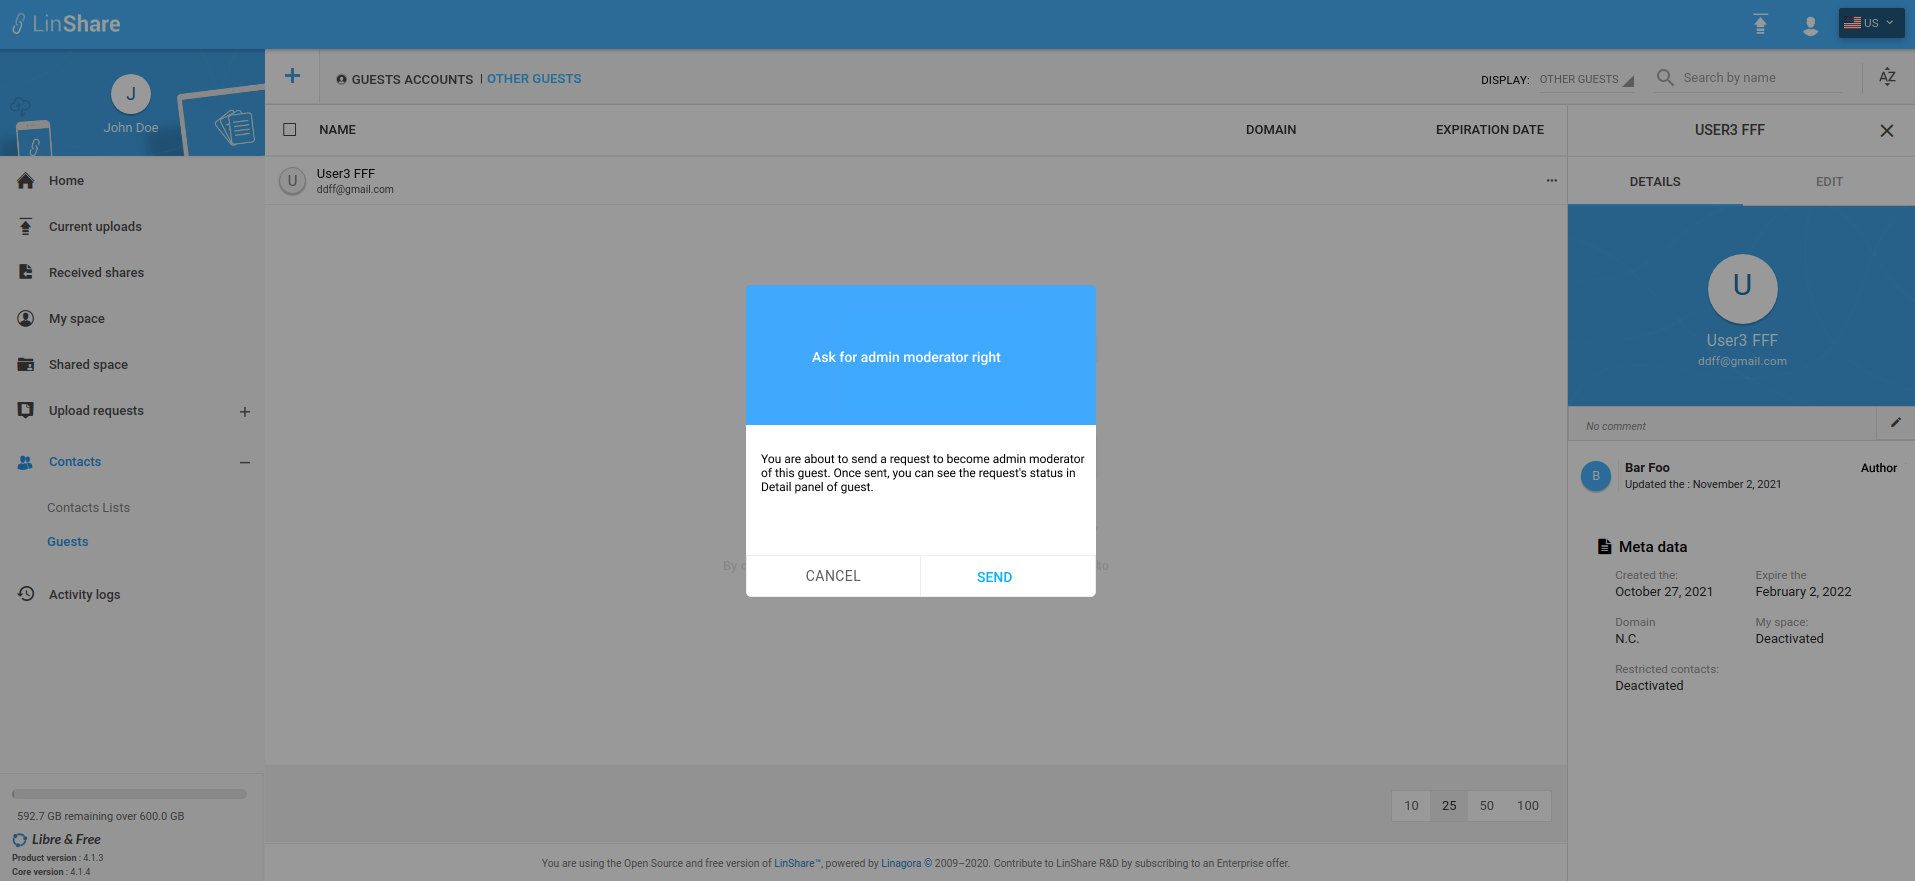 LinShare
US
J
John Doe
GUESTS ACCOUNTS | OTHER GUESTS
DISPLAY: OTHER GUESTS
Search by name
AZ
Home
Current uploads
Received shares
My space
Shared space
Upload requests
Contacts
Contacts Lists
Guests
Activity logs
592.7 GB remaining over 600.0 GB
Libre & Free
Product version : 4.1.3
Core version : 4.1.4
NAME
DOMAIN
EXPIRATION DATE
U
User3 FFF
ddff@gmail.com
Ask for admin moderator right
You are about to send a request to become admin moderator
of this guest. Once sent, you can see the request's status in
Detail panel of guest.
By
to
CANCEL
SEND
10 25 50 100
You are using the Open Source and free version of LinShare™, powered by Linagora © 2009–2020. Contribute to LinShare R&D by subscribing to an Enterprise offer.
USER3 FFF
DETAILS
EDIT
U
User3 FFF
ddff@gmail.com
No comment
B
Bar Foo
Author
Updated the : November 2, 2021
Meta data
Created the:
Expire the
October 27, 2021
February 2, 2022
Domain
My space:
N.C.
Deactivated
Restricted contacts:
Deactivated